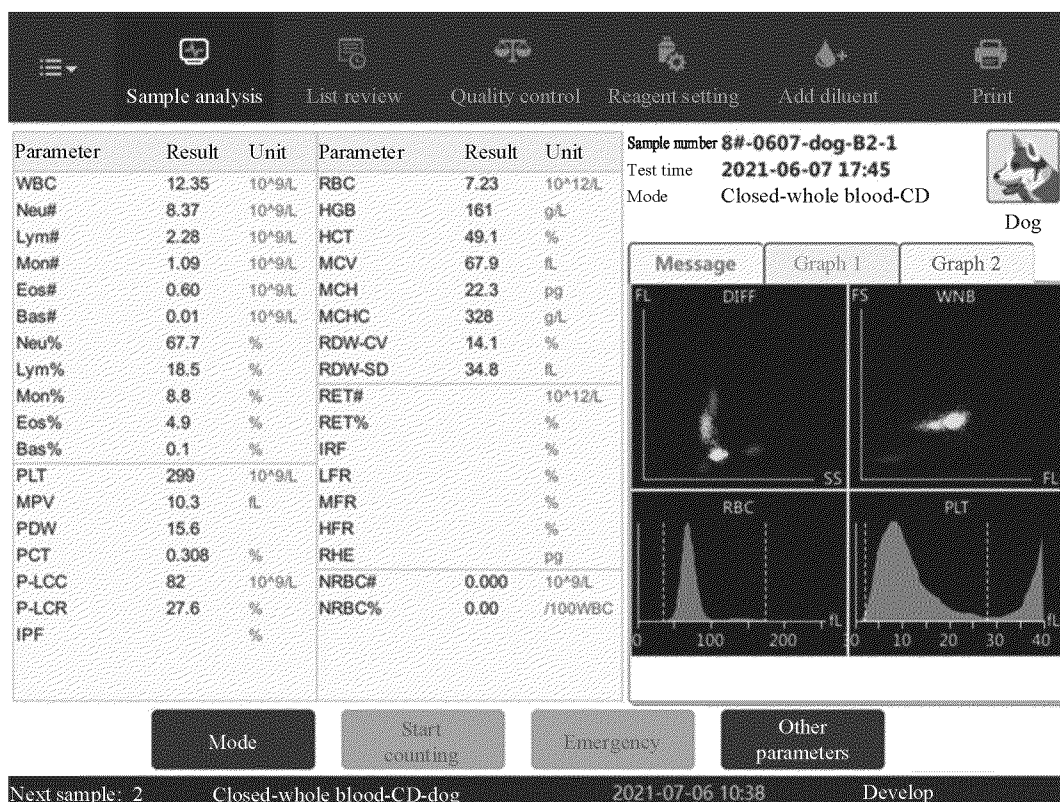 Sample analysis List review Quality control Reagent setting Add diluent Print
Parameter Result Unit Parameter Result Unit
WBC 12.35 10^9/L RBC 7.23 10^12/L
Neu# 8.37 10^9/L HGB 161 g/L
Lym# 2.28 10^9/L HCT 49.1 %
Mon# 1.09 10^9/L MCV 67.9 fL
Eos# 0.60 10^9/L MCH 22.3 pg
Bas# 0.01 10^9/L MCHC 328 g/L
Neu% 67.7 % RDW-CV 14.1 %
Lym% 18.5 % RDW-SD 34.8 fL
Mon% 8.8 % RET# 10^12/L
Eos% 4.9 % RET% %
Bas% 0.1 % IRF %
PLT 299 10^9/L LFR %
MPV 10.3 fL MFR %
PDW 15.6 HFR %
PCT 0.308 % RHE pg
P-LCC 82 10^9/L NRBC# 0.000 10^9/L
P-LCR 27.6 % NRBC% 0.00 /100WBC
IPF %
Sample number 8#-0607-dog-B2-1
Test time 2021-06-07 17:45
Mode Closed-whole blood-CD
Dog
Message Graph 1 Graph 2
FL DIFF FS WNB
SS FL
RBC PLT
fL fL
0 100 200 30 10 20 30 40
Mode Start counting Emergency Other parameters
Next sample: 2 Closed-whole blood-CD-dog 2021-07-06 10:38 Develop